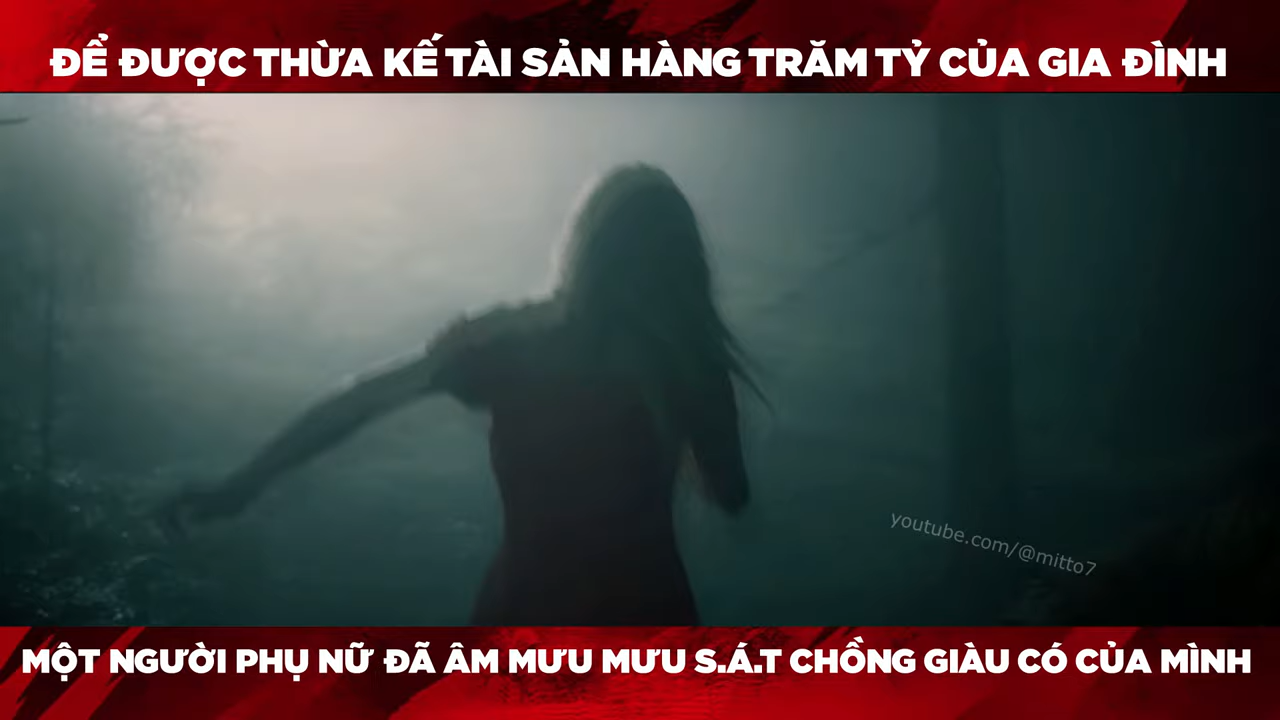 ĐỂ ĐƯỢC THỪA KẾ TÀI SẢN HÀNG TRĂM TỶ CỦA GIA ĐÌNH
youtube.com/@mitto7
MỘT NGƯỜI PHỤ NỮ ĐÃ ÂM MƯU MƯU S.Á.T CHỒNG GIÀU CÓ CỦA MÌNH